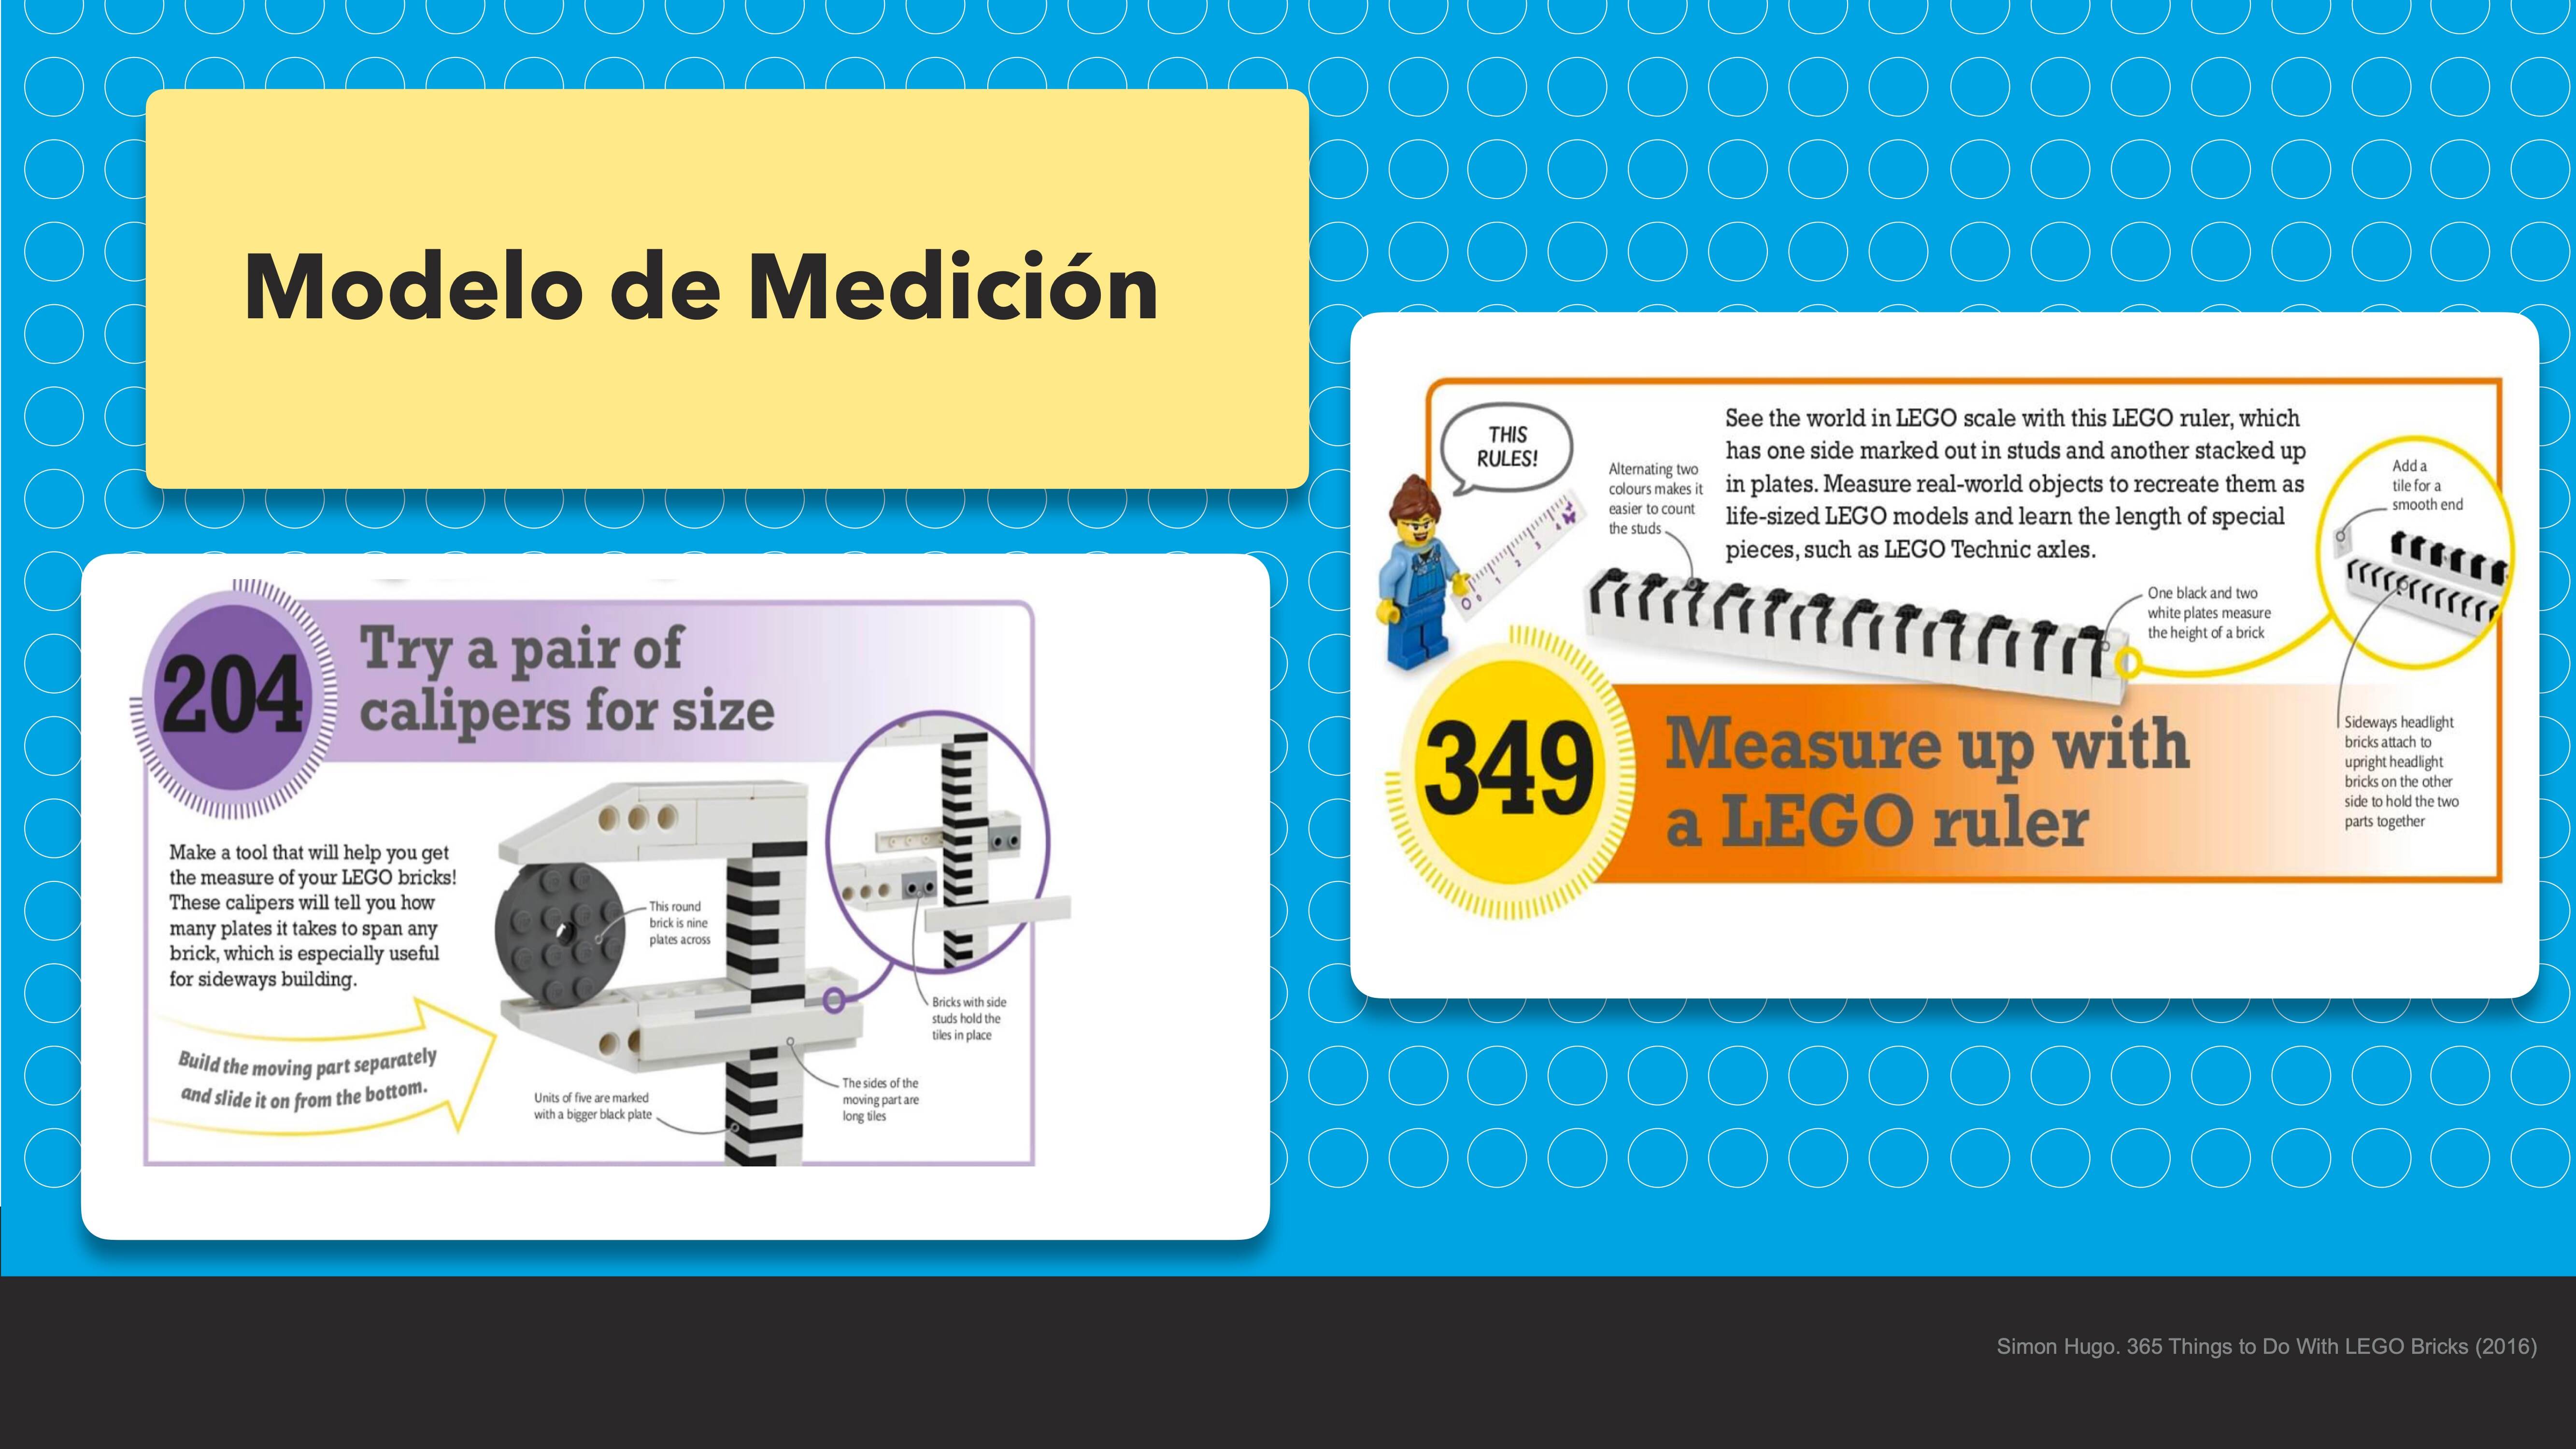 Modelo de Medición
204
Try a pair of
calipers for size
Make a tool that will help you get
the measure of your LEGO bricks!
These calipers will tell you how
many plates it takes to span any
brick, which is especially useful
for sideways building.
Build the moving part separately
and slide it on from the bottom.
This round
brick is nine
plates across
Units of five are marked
with a bigger black plate
The sides of the
moving part are
long tiles
Bricks with side
studs hold the
tiles in place
THIS
RULES!
0
1
2
3
4
Alternating two
colours makes it
easier to count
the studs
See the world in LEGO scale with this LEGO ruler, which
has one side marked out in studs and another stacked up
in plates. Measure real-world objects to recreate them as
life-sized LEGO models and learn the length of special
pieces, such as LEGO Technic axles.
Add a
tile for a
smooth end
One black and two
white plates measure
the height of a brick
349
Measure up with
a LEGO ruler
Sideways headlight
bricks attach to
upright headlight
bricks on the other
side to hold the two
parts together
Simon Hugo. 365 Things to Do With LEGO Bricks (2016)